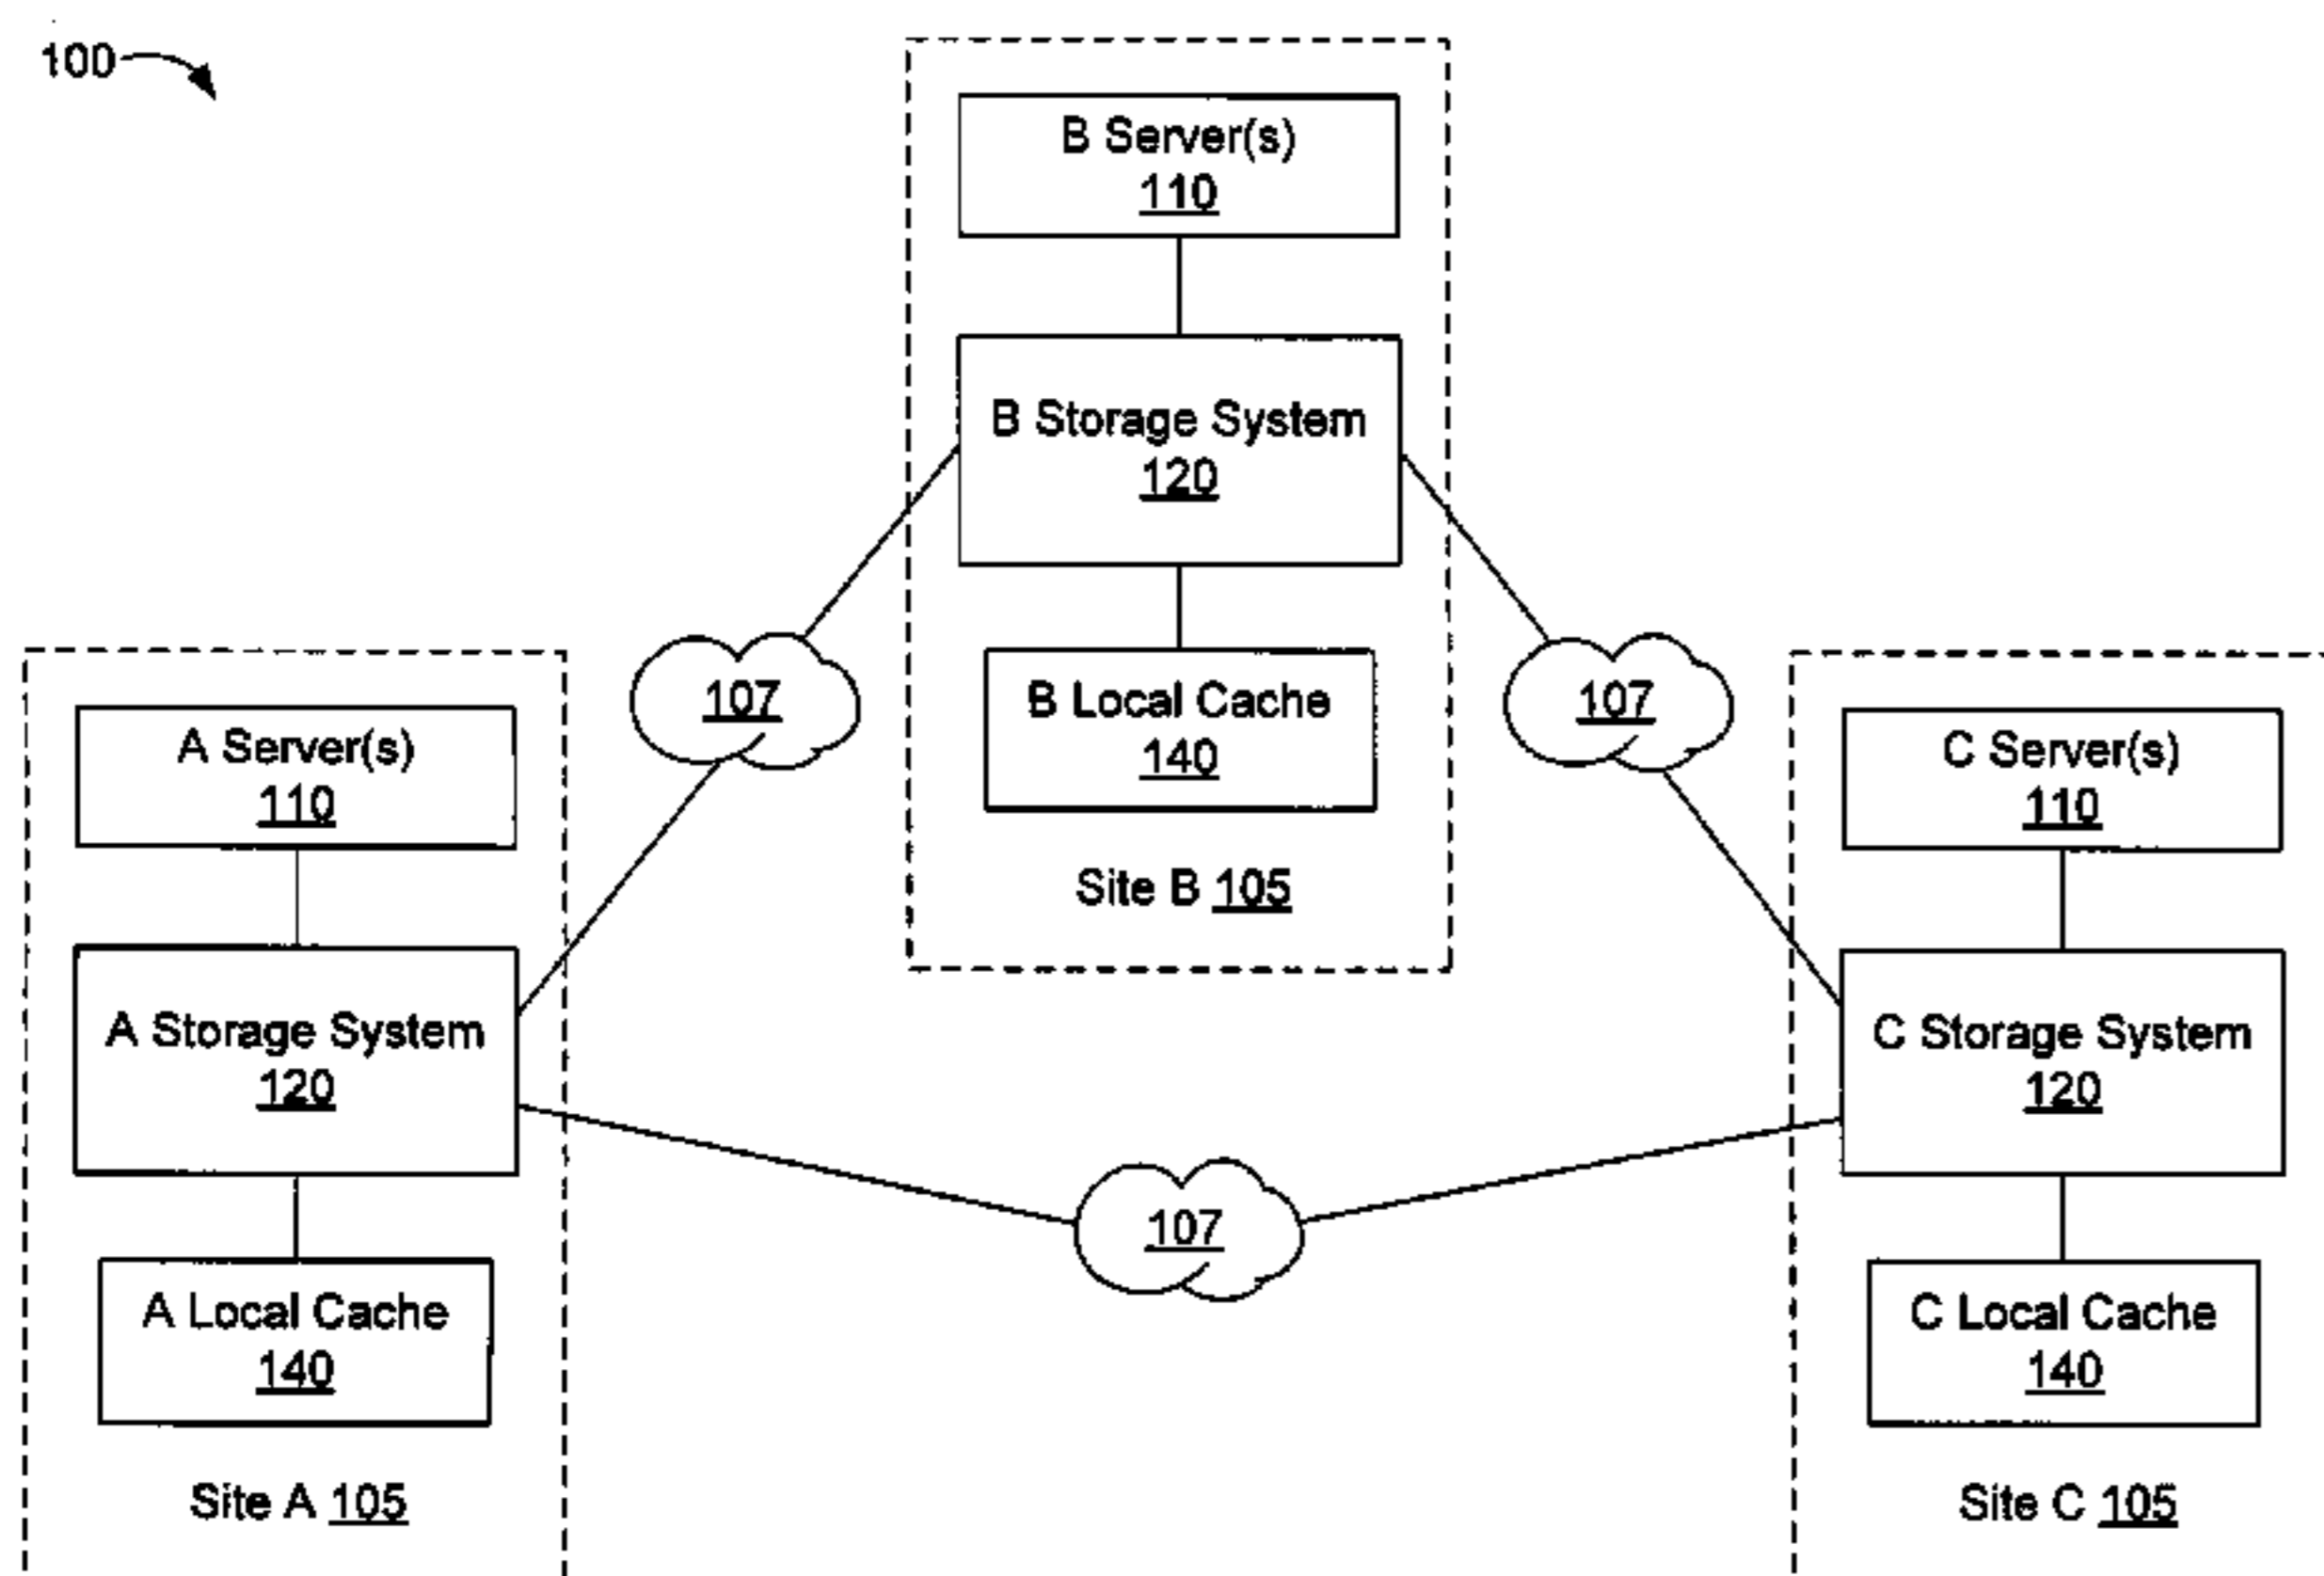 100
B Server(s)
110
B Storage System
120
B Local Cache
140
Site B 105
107
107
A Server(s)
110
A Storage System
120
A Local Cache
140
Site A 105
107
C Server(s)
110
C Storage System
120
C Local Cache
140
Site C 105